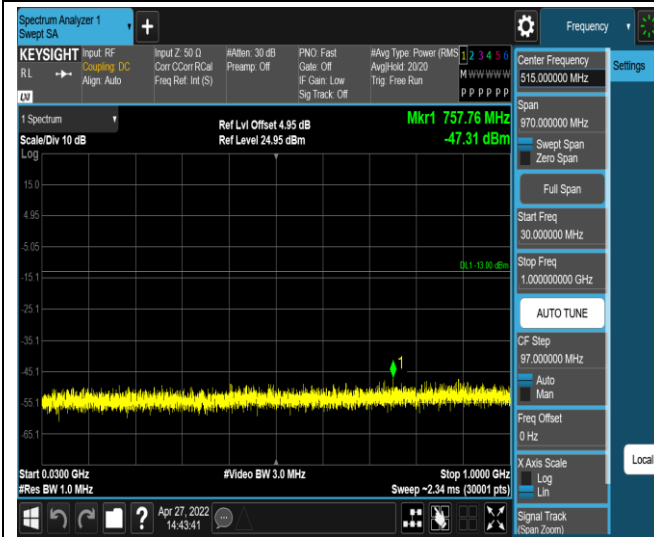 Spectrum Analyzer 1
Swept SA
Frequency
KEYSIGHT
RL
Input: RF
Coupling: DC
Align: Auto
Input Z: 50 Ω
Corr CCorr RCal
Freq Ref: Int (S)
#Atten: 30 dB
Preamp: Off
PNO: Fast
Gate: Off
IF Gain: Low
Sig Track: Off
#Avg Type: Power (RMS
Avg|Hold: 20/20
Trig: Free Run
1 2 3 4 5 6
M W W W W W
P P P P P P
1 Spectrum
Scale/Div 10 dB
Log
Ref Lvl Offset 4.95 dB
Ref Level 24.95 dBm
Mkr1 757.76 MHz
-47.31 dBm
15.0
4.95
-5.05
DL1 -13.00 dBm
-15.1
-25.1
-35.1
-45.1
1
-55.1
-65.1
Start 0.0300 GHz
#Res BW 1.0 MHz
#Video BW 3.0 MHz
Stop 1.0000 GHz
Sweep ~2.34 ms (30001 pts)
?
Apr 27, 2022
14:43:41
Center Frequency
515.000000 MHz
Settings
Span
970.000000 MHz
Swept Span
Zero Span
Full Span
Start Freq
30.000000 MHz
Stop Freq
1.000000000 GHz
AUTO TUNE
CF Step
97.000000 MHz
Auto
Man
Freq Offset
0 Hz
X Axis Scale
Log
Lin
Local
Signal Track
(Span Zoom)